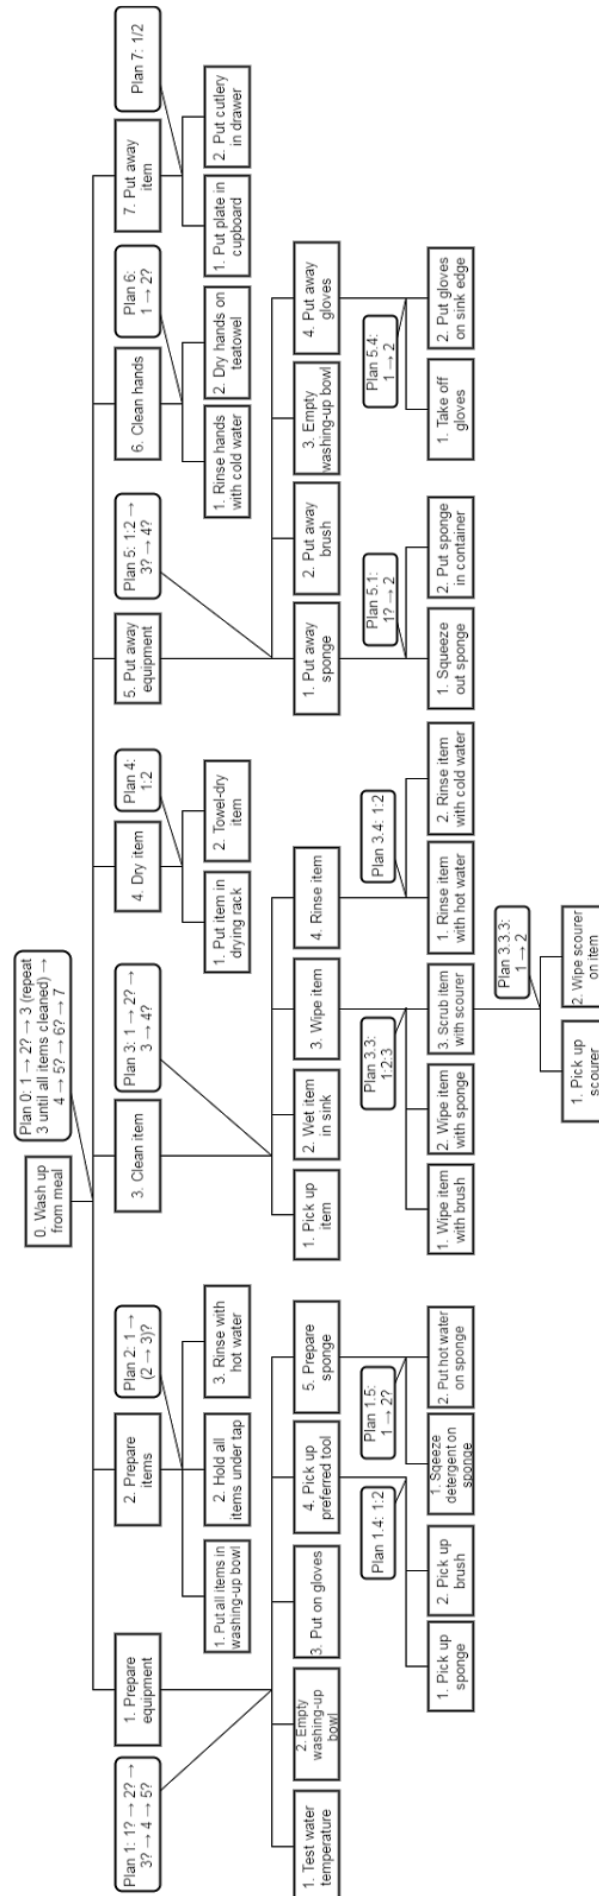 0. Wash up
from meal
Plan 0: 1 → 2? → 3 (repeat
3 until all items cleaned) →
4 → 5? → 6? → 7
Plan 1: 1? → 2? →
3? → 4 → 5?
1. Prepare
equipment
2. Prepare
items
Plan 2: 1 →
(2 → 3)?
3. Clean item
Plan 3: 1 → 2? →
3 → 4?
4. Dry item
Plan 4:
1:2
5. Put away
equipment
Plan 5: 1:2 →
3? → 4?
6. Clean hands
Plan 6:
1 → 2?
7. Put away
item
Plan 7: 1/2
1. Put all items in
washing-up bowl
2. Hold all
items under tap
3. Rinse with
hot water
1. Put item in
drying rack
2. Towel-dry
item
1. Rinse hands
with cold water
2. Dry hands on
teatowel
1. Put plate in
cupboard
2. Put cutlery
in drawer
1. Test water
temperature
2. Empty
washing-up
bowl
3. Put on gloves
4. Pick up
preferred tool
5. Prepare
sponge
1. Pick up
item
2. Wet item
in sink
3. Wipe item
4. Rinse item
1. Put away
sponge
2. Put away
brush
3. Empty
washing-up bowl
4. Put away
gloves
Plan 1.4: 1:2
Plan 1.5:
1 → 2?
Plan 3.3:
1:2:3
Plan 3.4: 1:2
Plan 5.1:
1? → 2
Plan 5.4:
1 → 2
1. Pick up
sponge
2. Pick up
brush
1. Sqeeze
detergent on
sponge
2. Put hot water
on sponge
1. Wipe item
with brush
2. Wipe item
with sponge
3. Scrub item
with scourer
1. Rinse item
with hot water
2. Rinse item
with cold water
1. Squeeze
out sponge
2. Put sponge
in container
1. Take off
gloves
2. Put gloves
on sink edge
Plan 3.3.3:
1 → 2
1. Pick up
scourer
2. Wipe scourer
on item